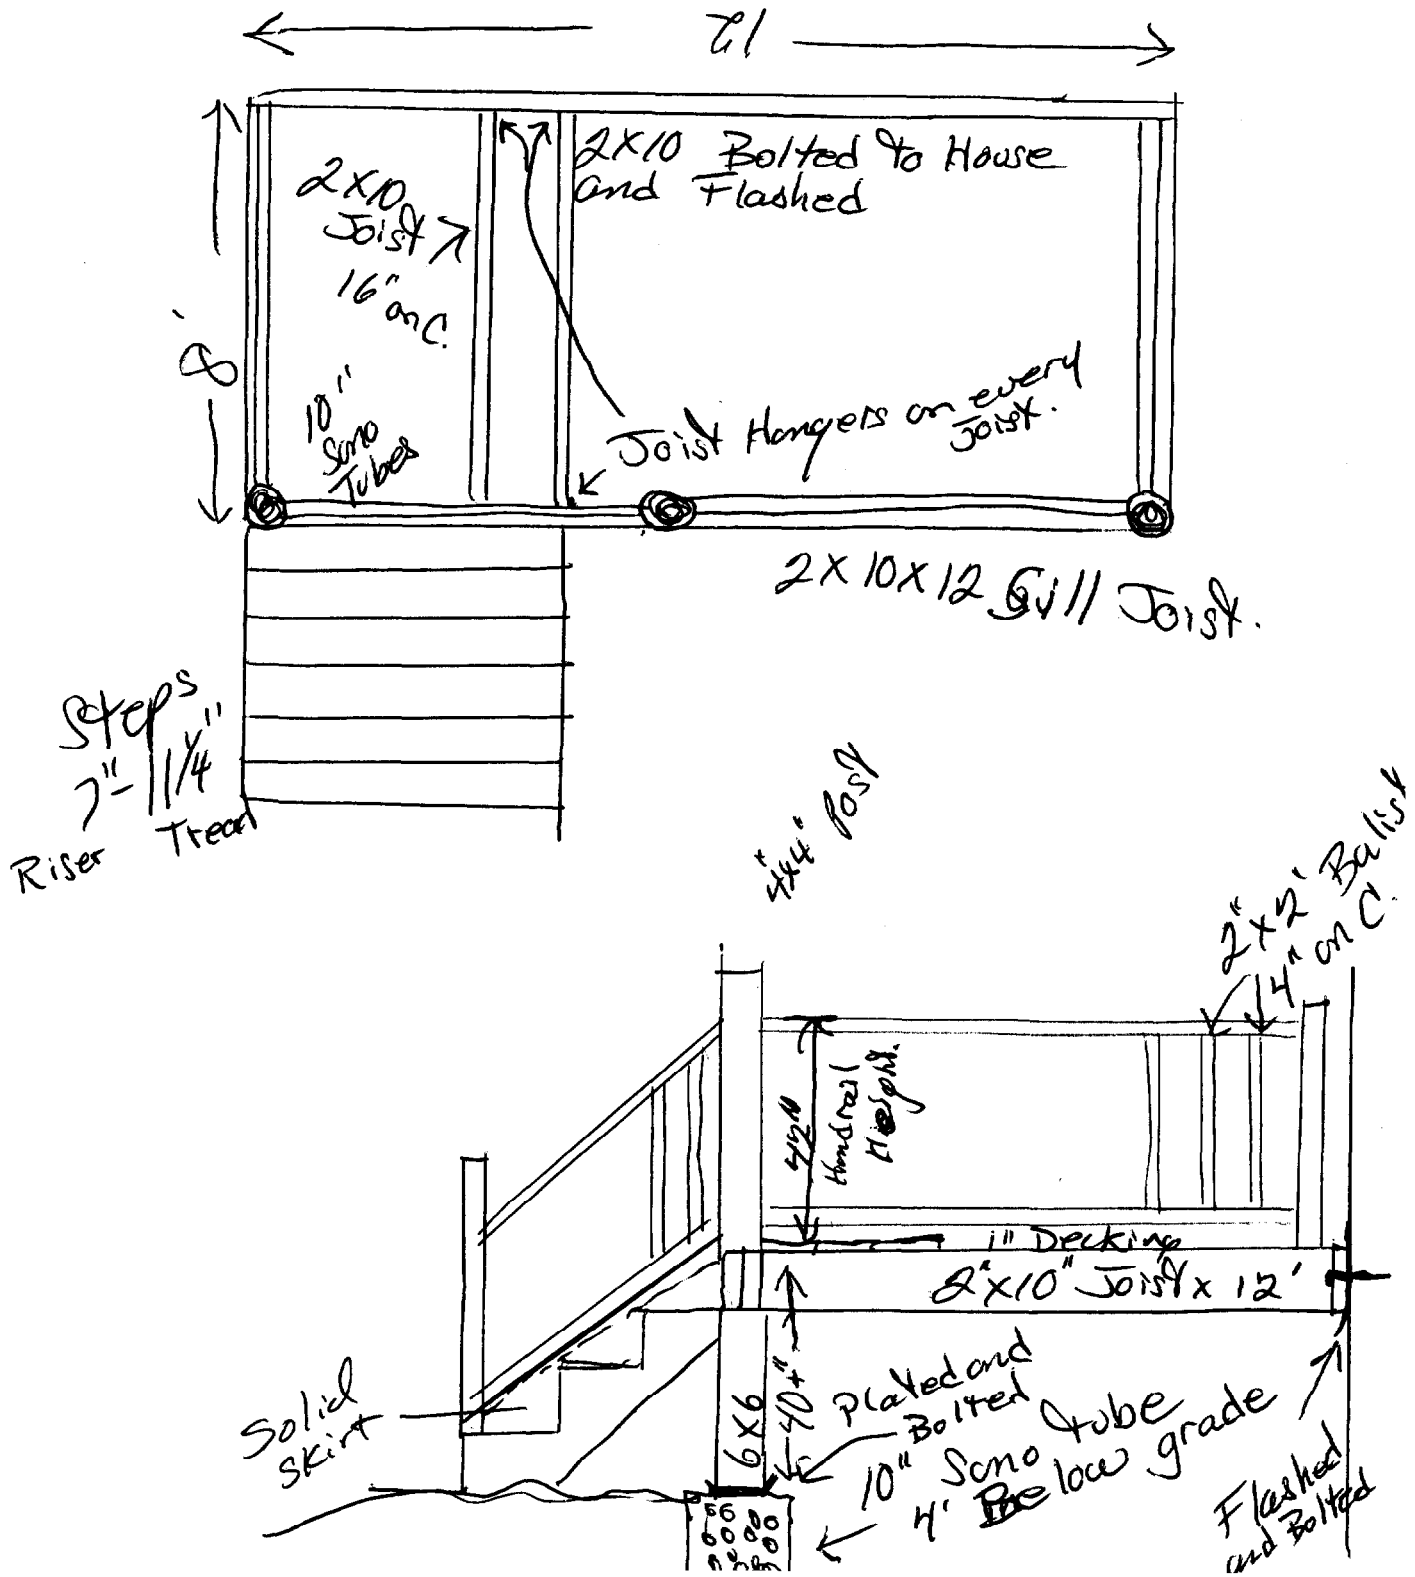 12
2X10 Bolted to House
and Flashed
2X10
Joist
16" on C.
8'
10"
Sono
Tubes
Joist Hangers on every
Joist.
2X10X12 Sill Joist.
Steps
7"-11 1/4"
Riser Tread
4"x4" Post
2"x2' Balist
4" on C.
42"
Handrail
Height.
1" Decking
2"x10" Joist x 12'
Solid
Skirt
6X6
40+"
Plated and
Bolted
10" Sono tube
4' Below grade
Flashed
and Bolted